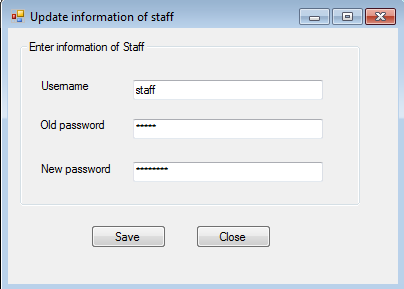 Update information of staff
Enter information of Staff
Username staff
Old password *****
New password ********
Save Close